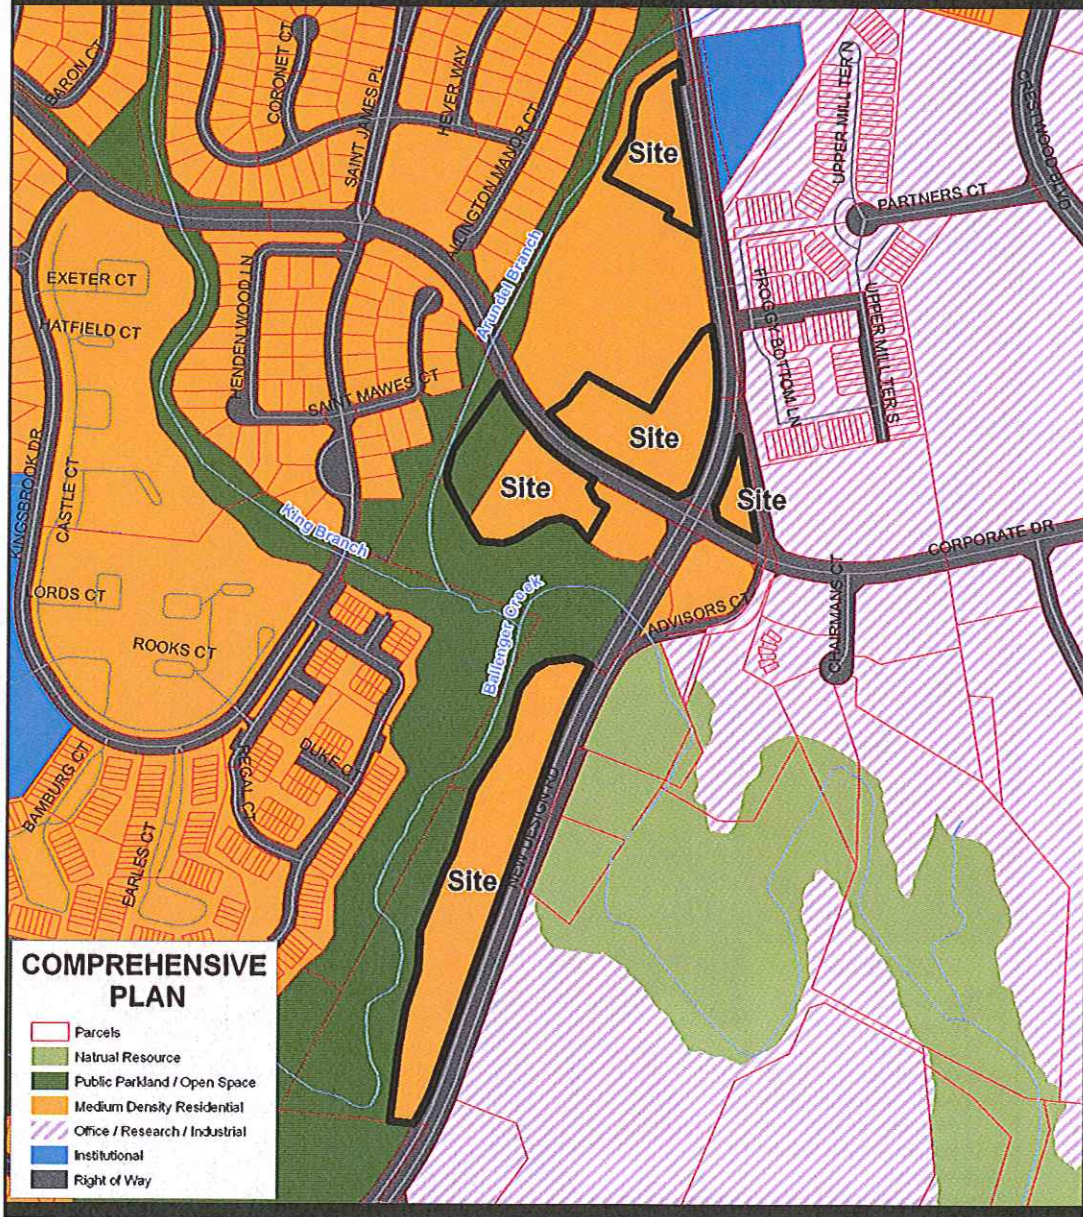 BARON CT
CORONET CT
SAINT JAMES PL
HEVER WAY
ALLINGTON MANOR CT
UPPER MILL TER N
CRESTWOOD BLVD
PARTNERS CT
Site
Arundel Branch
EXETER CT
HATFIELD CT
HENDENWOOD LN
FROGGY BOTTOM LN
UPPER MILL TER S
SAINT MAWES CT
KINGSBROOK DR
CASTLE CT
Site
Site
Site
King Branch
CORPORATE DR
LORDS CT
Ballenger Creek
ADVISORS CT
CHAIRMANS CT
ROOKS CT
DUKE CT
REGAL CT
BAMBURG CT
EARLES CT
Site
NEW DESIGN RD
COMPREHENSIVE
PLAN
Parcels
Natrual Resource
Public Parkland / Open Space
Medium Density Residential
Office / Research / Industrial
Institutional
Right of Way